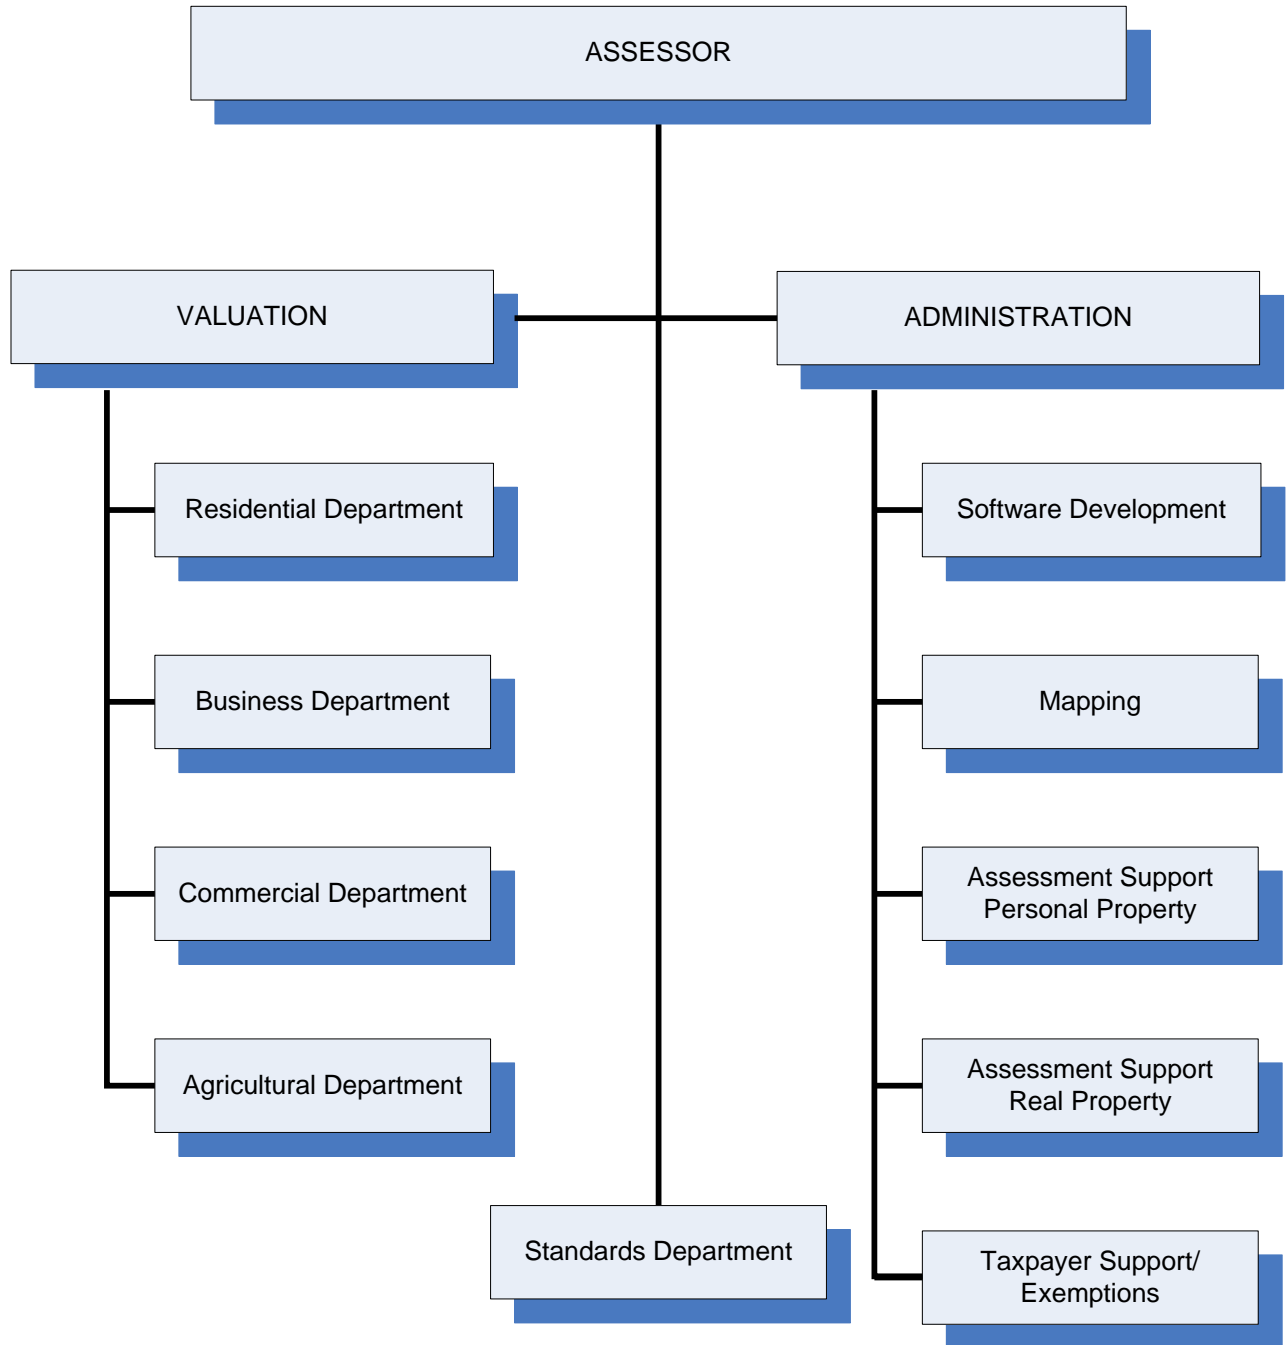 ASSESSOR
VALUATION
ADMINISTRATION
Residential Department
Software Development
Business Department
Mapping
Commercial Department
Assessment Support
Personal Property
Agricultural Department
Assessment Support
Real Property
Standards Department
Taxpayer Support/
Exemptions